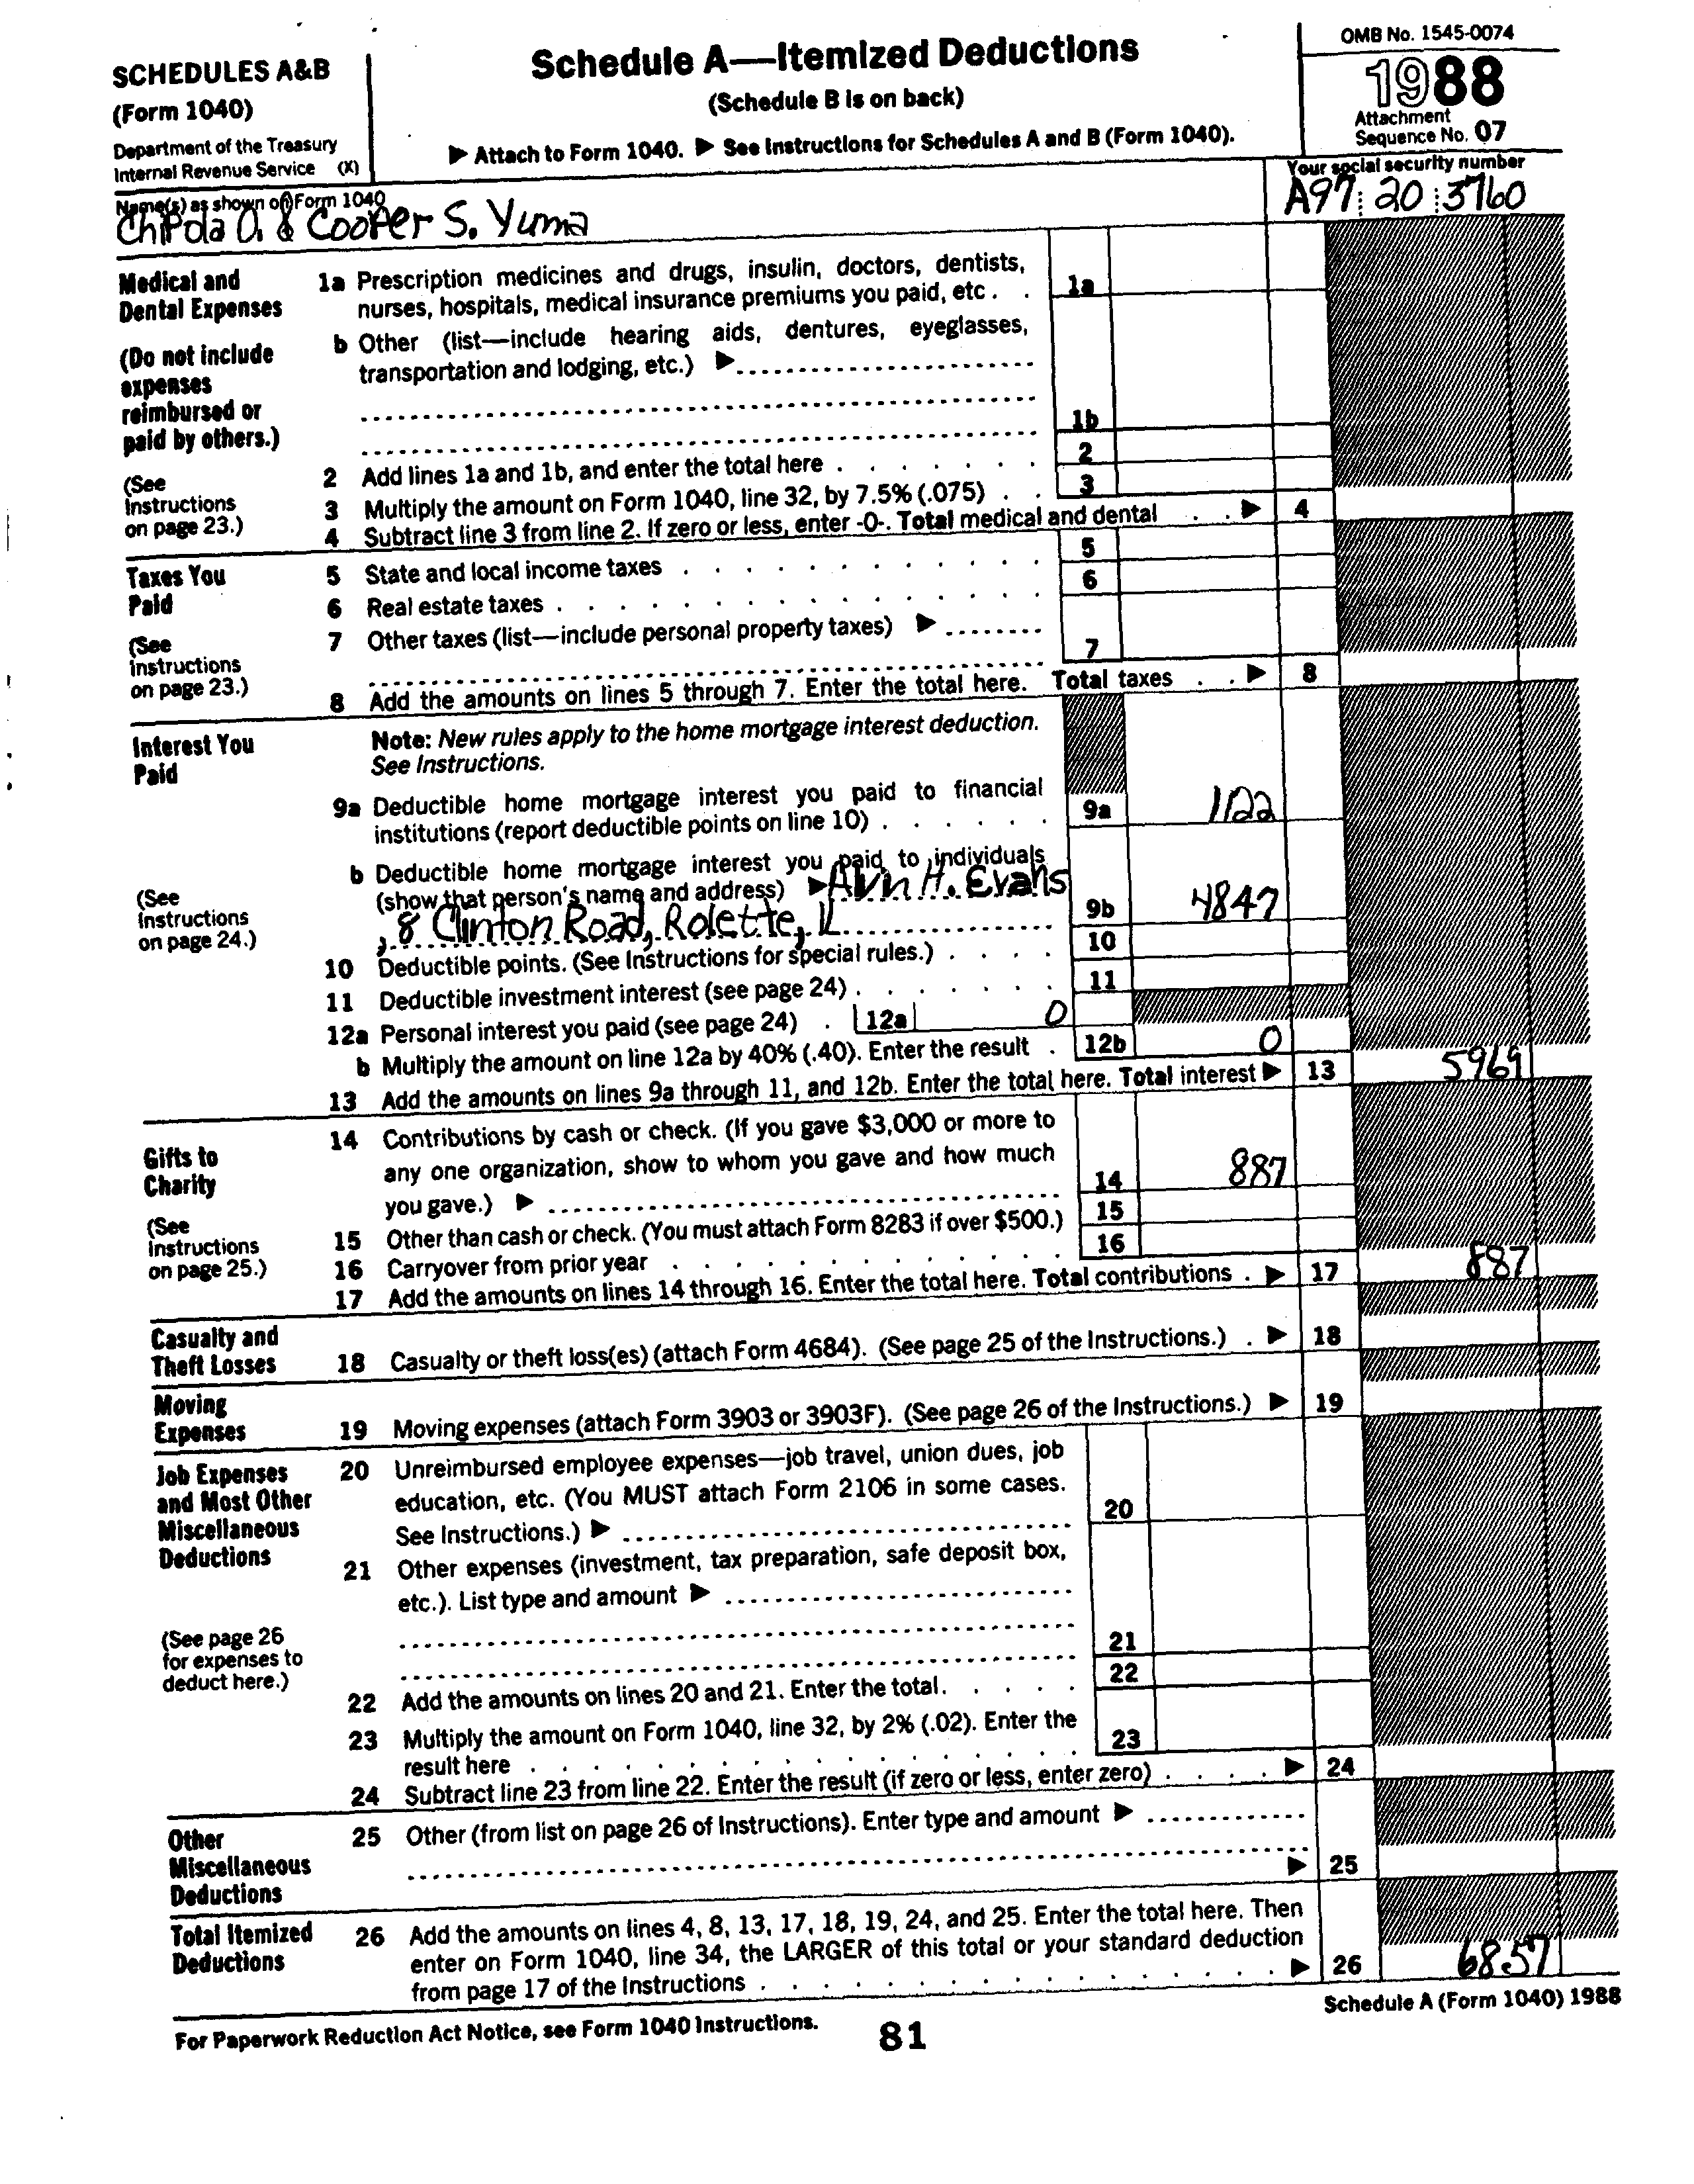 SCHEDULES A&B
(Form 1040)
Department of the Treasury
Internal Revenue Service (X)
Schedule A—Itemized Deductions
(Schedule B is on back)
▶ Attach to Form 1040. ▶ See Instructions for Schedules A and B (Form 1040).
OMB No. 1545-0074
1988
Attachment
Sequence No. 07
Name(s) as shown on Form 1040
Chipola O. & Cooper S. Yuma
Your social security number
A97 20 3760
Medical and
Dental Expenses
(Do not include
expenses
reimbursed or
paid by others.)
(See
Instructions
on page 23.)
1a Prescription medicines and drugs, insulin, doctors, dentists,
nurses, hospitals, medical insurance premiums you paid, etc . . 1a
b Other (list—include hearing aids, dentures, eyeglasses,
transportation and lodging, etc.) ▶
1b
2 Add lines 1a and 1b, and enter the total here . . . . . . . 2
3 Multiply the amount on Form 1040, line 32, by 7.5% (.075) . . 3
4 Subtract line 3 from line 2. If zero or less, enter -0-. Total medical and dental . . ▶ 4
Taxes You
Paid
(See
Instructions
on page 23.)
5 State and local income taxes . . . . . . . . . . . . 5
6 Real estate taxes . . . . . . . . . . . . . . . . 6
7 Other taxes (list—include personal property taxes) ▶
7
8 Add the amounts on lines 5 through 7. Enter the total here. Total taxes . . ▶ 8
Interest You
Paid
(See
Instructions
on page 24.)
Note: New rules apply to the home mortgage interest deduction.
See Instructions.
9a Deductible home mortgage interest you paid to financial
institutions (report deductible points on line 10) . . . . . . 9a 1122
b Deductible home mortgage interest you paid to individuals
(show that person's name and address) ▶ Alvin H. Evans
, 8 Clinton Road, Rolette, IL 9b 4847
10 Deductible points. (See Instructions for special rules.) . . . . 10
11 Deductible investment interest (see page 24) . . . . . . . 11
12a Personal interest you paid (see page 24) . 12a 0
b Multiply the amount on line 12a by 40% (.40). Enter the result . 12b 0
13 Add the amounts on lines 9a through 11, and 12b. Enter the total here. Total interest ▶ 13 5969
Gifts to
Charity
(See
Instructions
on page 25.)
14 Contributions by cash or check. (If you gave $3,000 or more to
any one organization, show to whom you gave and how much
you gave.) ▶ 14 887
15 Other than cash or check. (You must attach Form 8283 if over $500.) 15
16 Carryover from prior year . . . . . . . . . . . . 16
17 Add the amounts on lines 14 through 16. Enter the total here. Total contributions . ▶ 17 887
Casualty and
Theft Losses
18 Casualty or theft loss(es) (attach Form 4684). (See page 25 of the Instructions.) . ▶ 18
Moving
Expenses
19 Moving expenses (attach Form 3903 or 3903F). (See page 26 of the Instructions.) ▶ 19
Job Expenses
and Most Other
Miscellaneous
Deductions
(See page 26
for expenses to
deduct here.)
20 Unreimbursed employee expenses—job travel, union dues, job
education, etc. (You MUST attach Form 2106 in some cases.
See Instructions.) ▶ 20
21 Other expenses (investment, tax preparation, safe deposit box,
etc.). List type and amount ▶
21
22 Add the amounts on lines 20 and 21. Enter the total. . . . . 22
23 Multiply the amount on Form 1040, line 32, by 2% (.02). Enter the
result here . . . . . . . . . . . . . . . . . 23
24 Subtract line 23 from line 22. Enter the result (if zero or less, enter zero) . . . . ▶ 24
Other
Miscellaneous
Deductions
25 Other (from list on page 26 of Instructions). Enter type and amount ▶
▶ 25
Total Itemized
Deductions
26 Add the amounts on lines 4, 8, 13, 17, 18, 19, 24, and 25. Enter the total here. Then
enter on Form 1040, line 34, the LARGER of this total or your standard deduction
from page 17 of the Instructions . . . . . . . . . . . . . . . ▶ 26 6857
For Paperwork Reduction Act Notice, see Form 1040 Instructions.
81
Schedule A (Form 1040) 1988